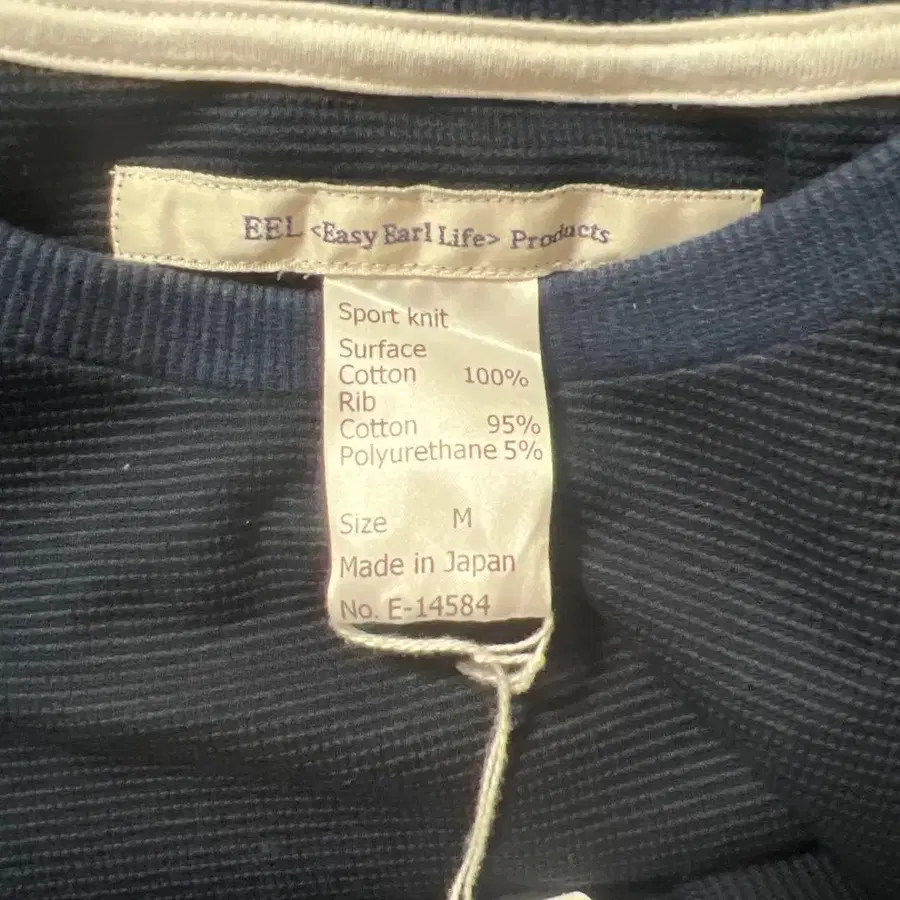 EEL <Easy Earl Life> Products
Sport knit
Surface
Cotton 100%
Rib
Cotton 95%
Polyurethane 5%
Size M
Made in Japan
No. E-14584